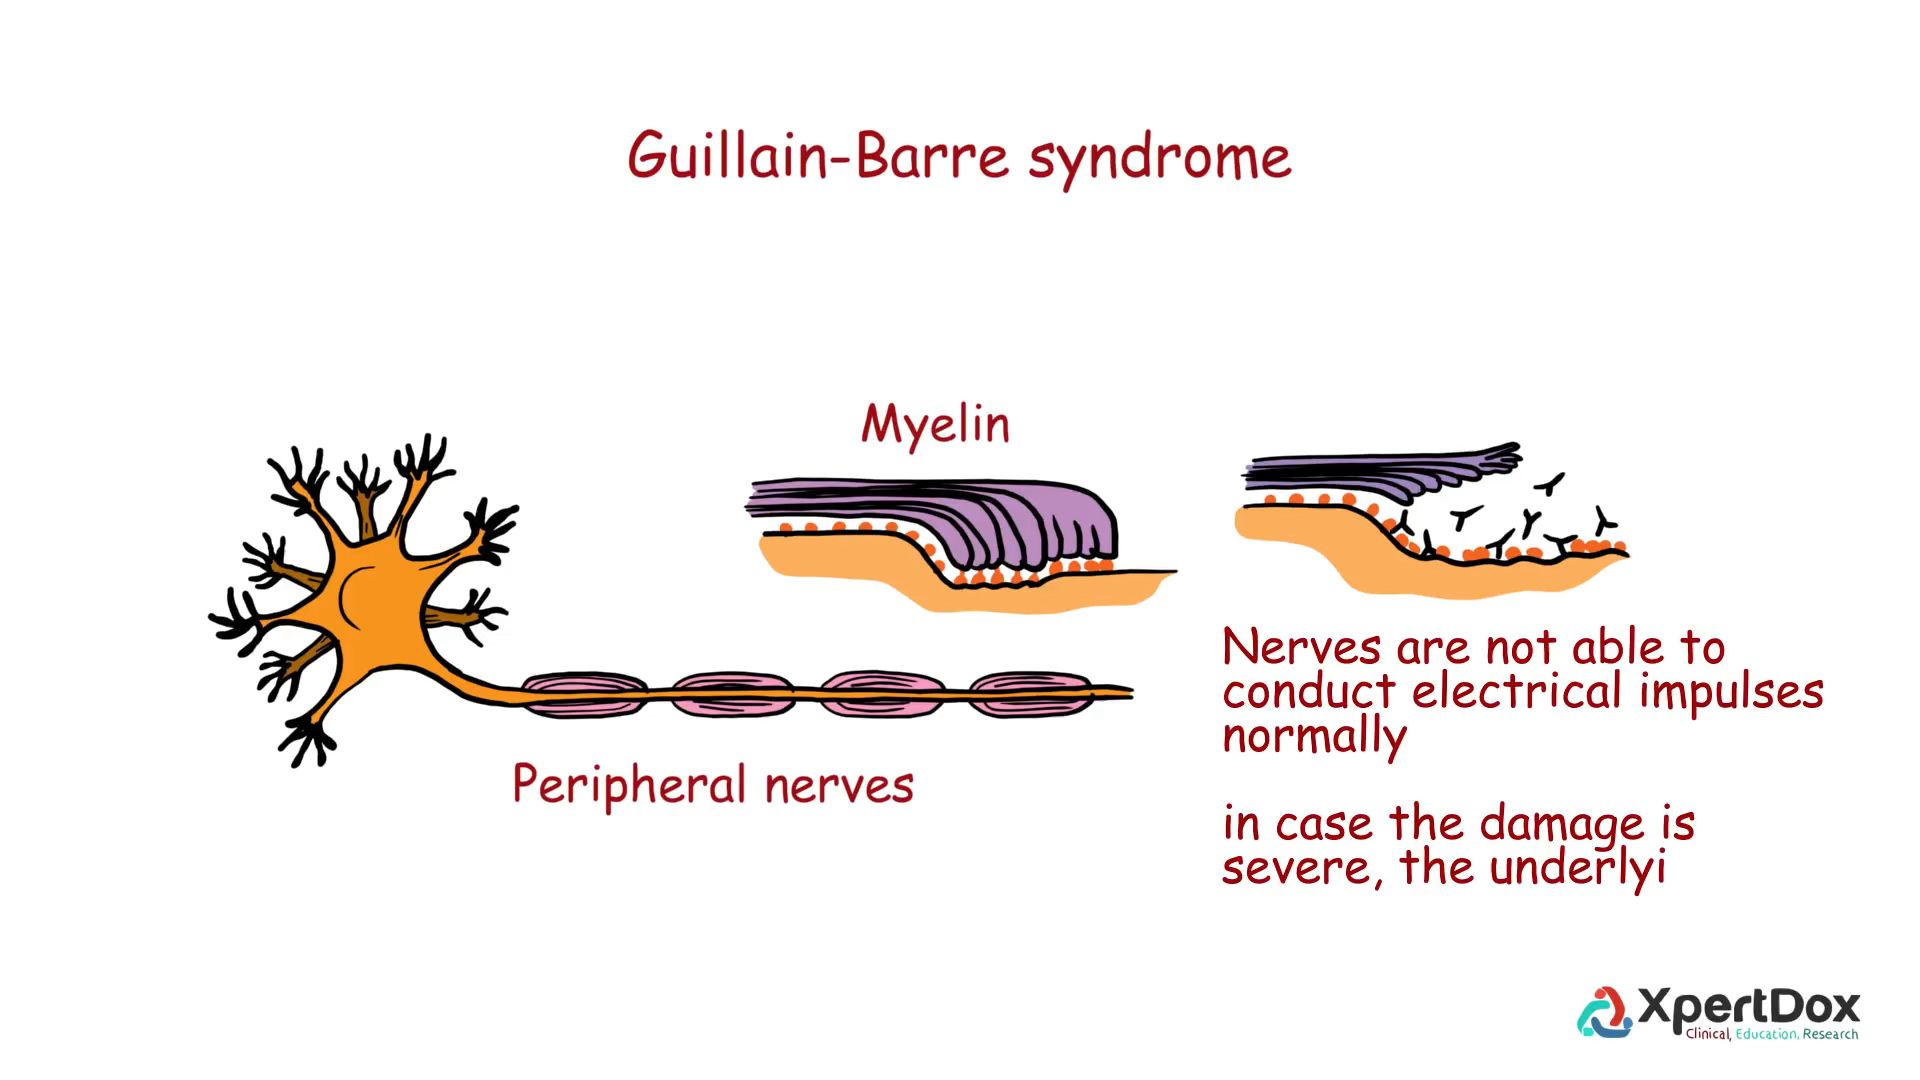 Guillain-Barre syndrome
Myelin
Peripheral nerves
Nerves are not able to
conduct electrical impulses
normally
in case the damage is
severe, the underlyi
XpertDox
Clinical, Education, Research